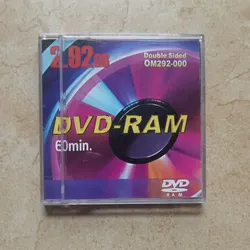 2.92GB
Double Sided
OM292-000
DVD-RAM
60min.
DVD
RAM